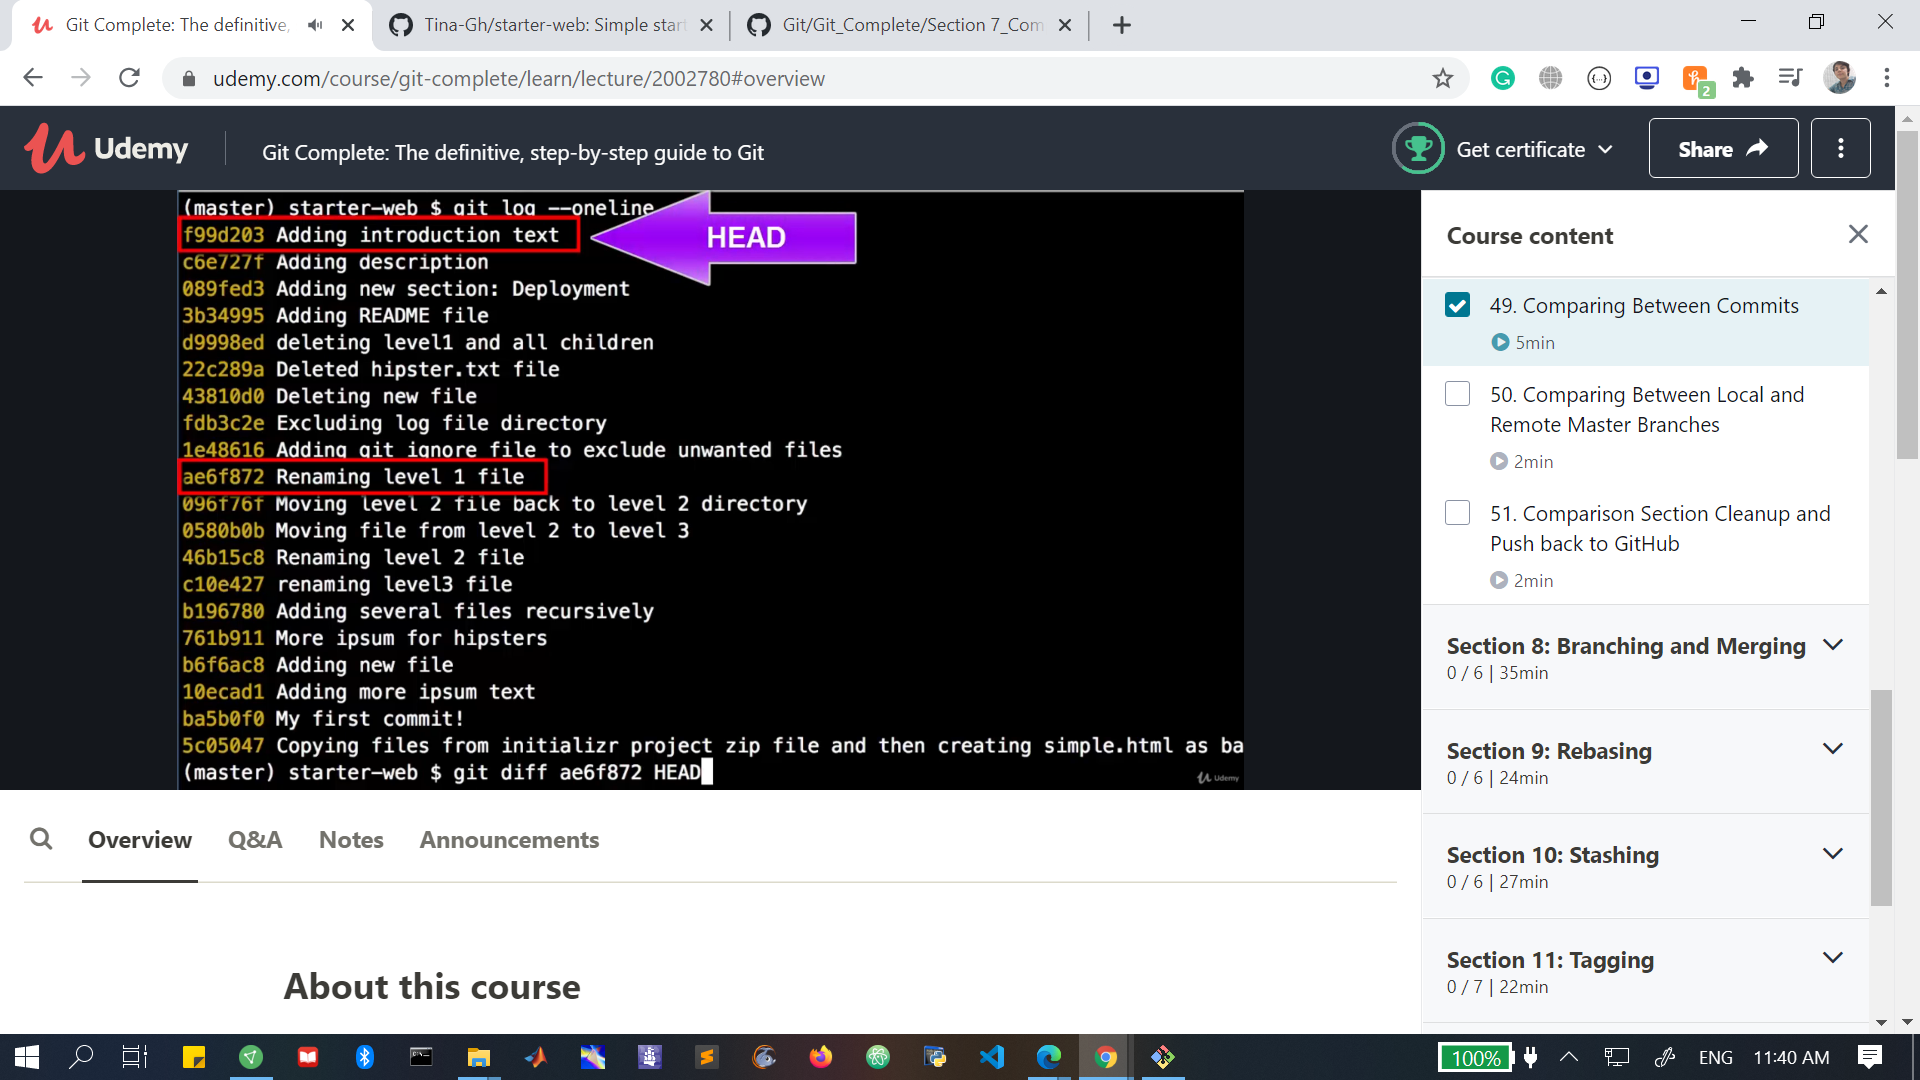 Git Complete: The definitive,
Tina-Gh/starter-web: Simple start
Git/Git_Complete/Section 7_Com
udemy.com/course/git-complete/learn/lecture/2002780#overview
2
Udemy
Git Complete: The definitive, step-by-step guide to Git
Get certificate
Share
(master) starter-web $ git log --oneline
f99d203 Adding introduction text
HEAD
c6e727f Adding description
089fed3 Adding new section: Deployment
3b34995 Adding README file
d9998ed deleting level1 and all children
22c289a Deleted hipster.txt file
43810d0 Deleting new file
fdb3c2e Excluding log file directory
1e48616 Adding git ignore file to exclude unwanted files
ae6f872 Renaming level 1 file
096f76f Moving level 2 file back to level 2 directory
0580b0b Moving file from level 2 to level 3
46b15c8 Renaming level 2 file
c10e427 renaming level3 file
b196780 Adding several files recursively
761b911 More ipsum for hipsters
b6f6ac8 Adding new file
10ecad1 Adding more ipsum text
ba5b0f0 My first commit!
5c05047 Copying files from initializr project zip file and then creating simple.html as ba
(master) starter-web $ git diff ae6f872 HEAD
Udemy
Course content
49. Comparing Between Commits
5min
50. Comparing Between Local and
Remote Master Branches
2min
51. Comparison Section Cleanup and
Push back to GitHub
2min
Section 8: Branching and Merging
0 / 6 | 35min
Section 9: Rebasing
0 / 6 | 24min
Section 10: Stashing
0 / 6 | 27min
Section 11: Tagging
0 / 7 | 22min
Overview
Q&A
Notes
Announcements
About this course
100%
ENG
11:40 AM